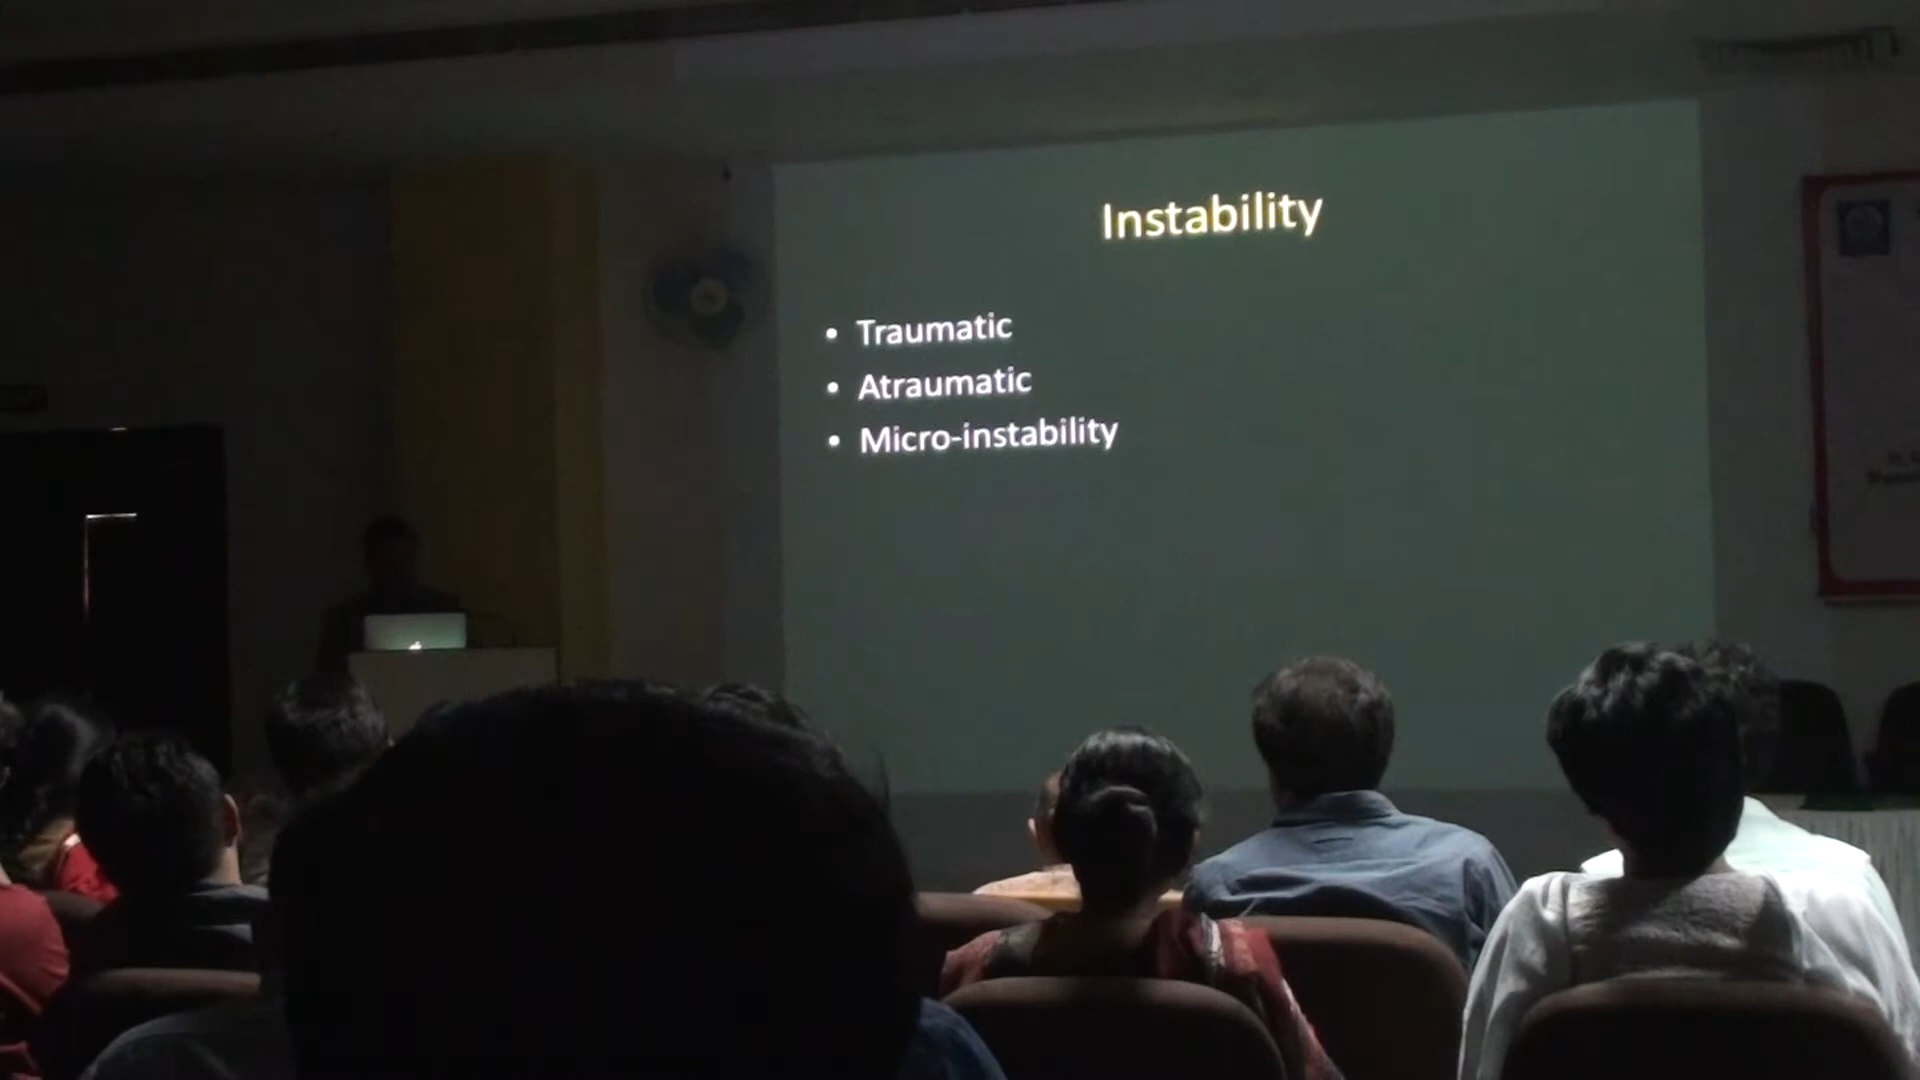 Instability
• Traumatic
• Atraumatic
• Micro-instability